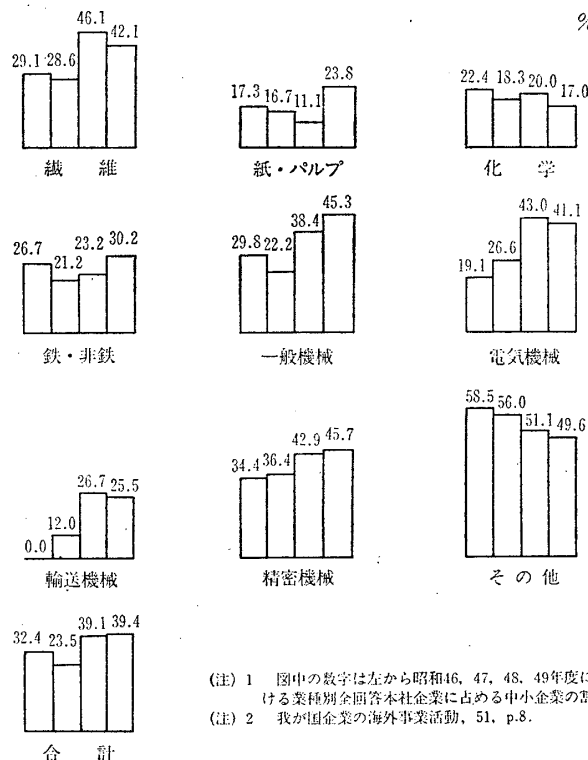 %
29.1 28.6 46.1 42.1
繊維
17.3 16.7 11.1 23.8
紙・パルプ
22.4 18.3 20.0 17.0
化学
26.7 21.2 23.2 30.2
鉄・非鉄
29.8 22.2 38.4 45.3
一般機械
19.1 26.6 43.0 41.1
電気機械
0.0 12.0 26.7 25.5
輸送機械
34.4 36.4 42.9 45.7
精密機械
58.5 56.0 51.1 49.6
その他
32.4 23.5 39.1 39.4
合計
(注) 1 図中の数字は左から昭和46, 47, 48, 49年度に
ける業種別全回答本社企業に占める中小企業の割
(注) 2 我が国企業の海外事業活動, 51, p.8.